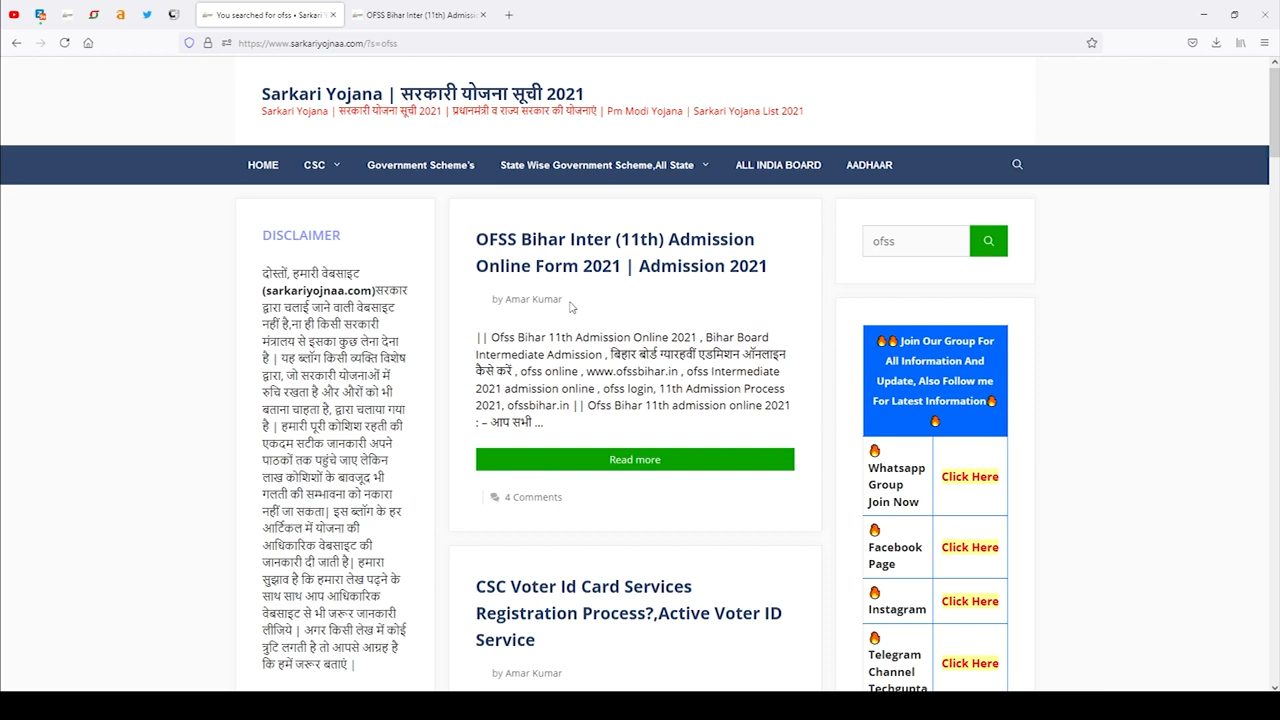 You searched for ofss • Sarkari Y
OFSS Bihar Inter (11th) Admissio
https://www.sarkariyojnaa.com/?s=ofss
Sarkari Yojana | सरकारी योजना सूची 2021
Sarkari Yojana | सरकारी योजना सूची 2021 | प्रधानमंत्री व राज्य सरकार की योजनाएं | Pm Modi Yojana | Sarkari Yojana List 2021
HOME CSC Government Scheme's State Wise Government Scheme,All State ALL INDIA BOARD AADHAAR
DISCLAIMER
दोस्तों, हमारी वेबसाइट
(sarkariyojnaa.com)सरकार
द्वारा चलाई जाने वाली वेबसाइट
नहीं है,ना ही किसी सरकारी
मंत्रालय से इसका कुछ लेना देना
है | यह ब्लॉग किसी व्यक्ति विशेष
द्वारा, जो सरकारी योजनाओं में
रुचि रखता है और औरों को भी
बताना चाहता है, द्वारा चलाया गया
है | हमारी पूरी कोशिश रहती की
एकदम सटीक जानकारी अपने
पाठकों तक पहुंचे जाए लेकिन
लाख कोशिशों के बावजूद भी
गलती की सम्भावना को नकारा
नहीं जा सकता| इस ब्लॉग के हर
आर्टिकल में योजना की
आधिकारिक वेबसाइट की
जानकारी दी जाती है| हमारा
सुझाव है कि हमारा लेख पढ़ने के
साथ साथ आप आधिकारिक
वेबसाइट से भी जरूर जानकारी
लीजिये | अगर किसी लेख में कोई
त्रुटि लगती है तो आपसे आग्रह है
कि हमें जरूर बताएं |
OFSS Bihar Inter (11th) Admission
Online Form 2021 | Admission 2021
by Amar Kumar
|| Ofss Bihar 11th Admission Online 2021 , Bihar Board
Intermediate Admission , बिहार बोर्ड ग्यारहवीं एडमिशन ऑनलाइन
कैसे करें , ofss online , www.ofssbihar.in , ofss Intermediate
2021 admission online , ofss login, 11th Admission Process
2021, ofssbihar.in || Ofss Bihar 11th admission online 2021
: – आप सभी ...
Read more
4 Comments
CSC Voter Id Card Services
Registration Process?,Active Voter ID
Service
by Amar Kumar
ofss
🔥🔥Join Our Group For
All Information And
Update, Also Follow me
For Latest Information🔥
🔥
🔥
Whatsapp
Group
Join Now
Click Here
🔥
Facebook
Page
Click Here
🔥
Instagram
Click Here
🔥
Telegram
Channel
Techgupta
Click Here